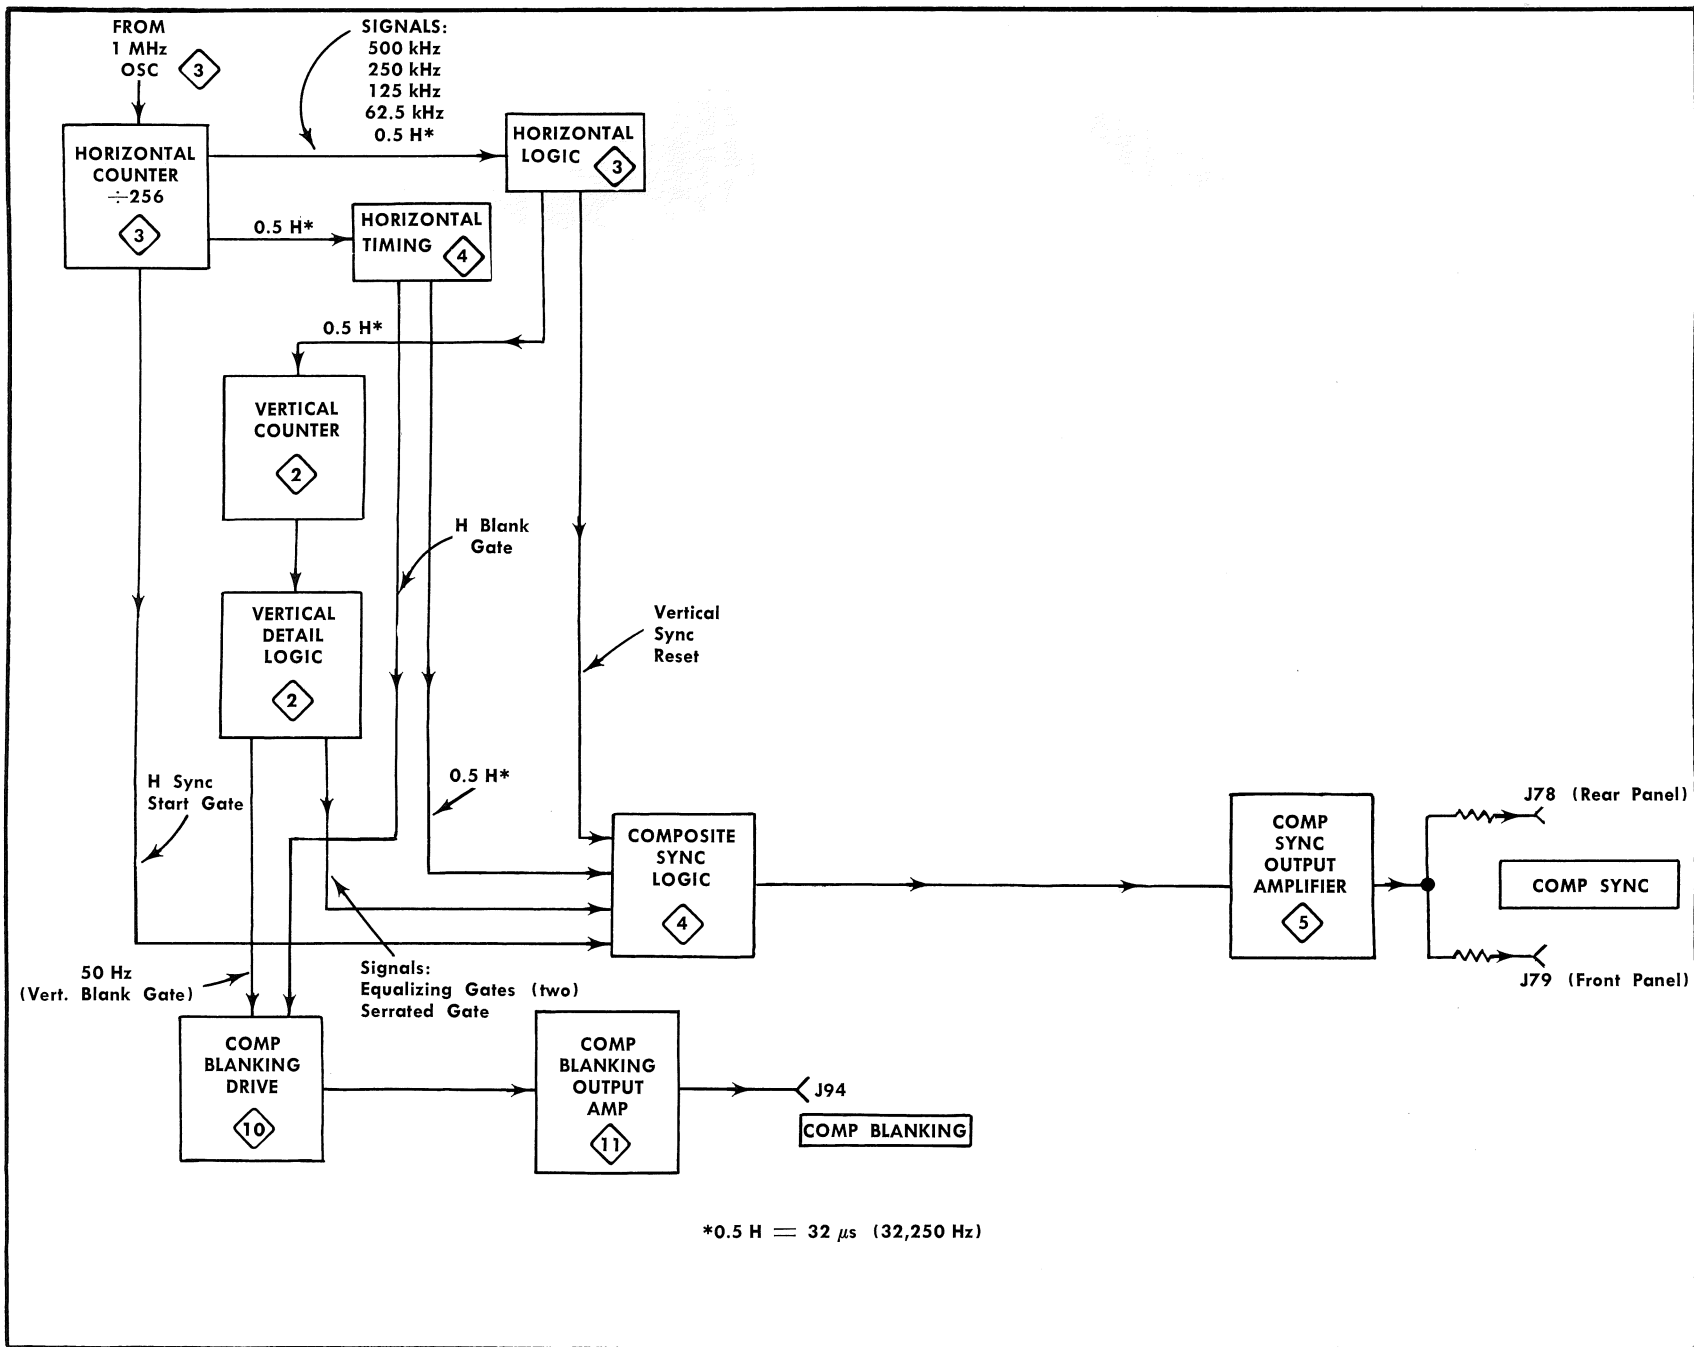 FROM
1 MHz
OSC
3
SIGNALS:
500 kHz
250 kHz
125 kHz
62.5 kHz
0.5 H*
HORIZONTAL
COUNTER
÷256
3
HORIZONTAL
LOGIC
3
0.5 H*
HORIZONTAL
TIMING
4
0.5 H*
VERTICAL
COUNTER
2
H Blank
Gate
VERTICAL
DETAIL
LOGIC
2
Vertical
Sync
Reset
H Sync
Start Gate
0.5 H*
COMPOSITE
SYNC
LOGIC
4
COMP
SYNC
OUTPUT
AMPLIFIER
5
J78 (Rear Panel)
COMP SYNC
J79 (Front Panel)
50 Hz
(Vert. Blank Gate)
Signals:
Equalizing Gates (two)
Serrated Gate
COMP
BLANKING
DRIVE
10
COMP
BLANKING
OUTPUT
AMP
11
J94
COMP BLANKING
*0.5 H = 32 μs (32,250 Hz)